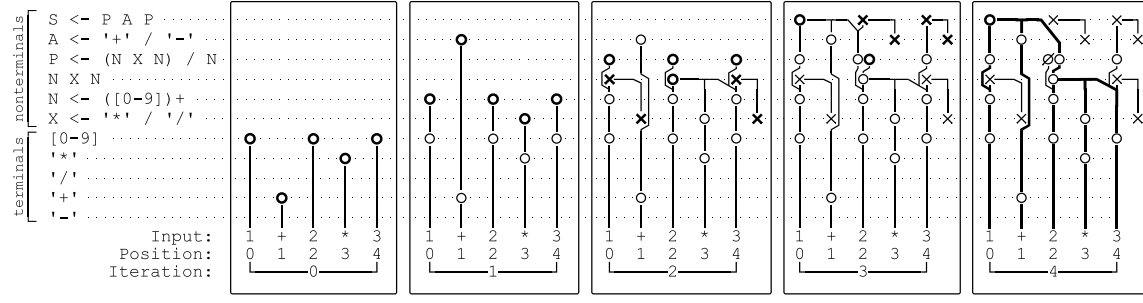 nonterminals
S <- P A P
A <- '+' / '-'
P <- (N X N) / N
N X N
N <- ([0-9])+
X <- '*' / '/'
terminals
[0-9]
'*'
'/'
'+'
'-'
Input: 1 + 2 * 3 1 + 2 * 3 1 + 2 * 3 1 + 2 * 3 1 + 2 * 3
Position: 0 1 2 3 4 0 1 2 3 4 0 1 2 3 4 0 1 2 3 4 0 1 2 3 4
Iteration: 0 1 2 3 4